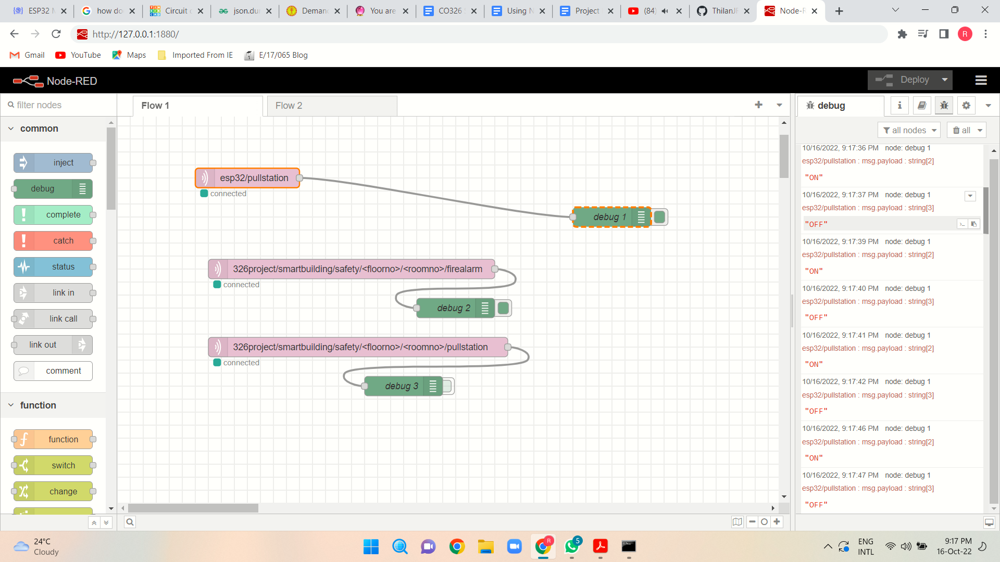 ESP32 M
how do
Circuit d
json.du
Deman
You are
CO326
Using N
Project
(84)
ThilanJR
Node-R
http://127.0.0.1:1880/
R
Gmail
YouTube
Maps
Imported From IE
E/17/065 Blog
Node-RED
Deploy
filter nodes
Flow 1
Flow 2
debug
all nodes
all
common
inject
debug
complete
catch
status
link in
link call
link out
comment
function
function
switch
change
esp32/pullstation
connected
debug 1
326project/smartbuilding/safety/<floorno>/<roomno>/firealarm
connected
debug 2
326project/smartbuilding/safety/<floorno>/<roomno>/pullstation
connected
debug 3
10/16/2022, 9:17:36 PM node: debug 1
esp32/pullstation : msg.payload : string[2]
"ON"
10/16/2022, 9:17:37 PM node: debug 1
esp32/pullstation : msg.payload : string[3]
"OFF"
10/16/2022, 9:17:39 PM node: debug 1
esp32/pullstation : msg.payload : string[2]
"ON"
10/16/2022, 9:17:40 PM node: debug 1
esp32/pullstation : msg.payload : string[3]
"OFF"
10/16/2022, 9:17:41 PM node: debug 1
esp32/pullstation : msg.payload : string[2]
"ON"
10/16/2022, 9:17:42 PM node: debug 1
esp32/pullstation : msg.payload : string[3]
"OFF"
10/16/2022, 9:17:46 PM node: debug 1
esp32/pullstation : msg.payload : string[2]
"ON"
10/16/2022, 9:17:47 PM node: debug 1
esp32/pullstation : msg.payload : string[3]
"OFF"
24°C
Cloudy
R
5
ENG
INTL
9:17 PM
16-Oct-22